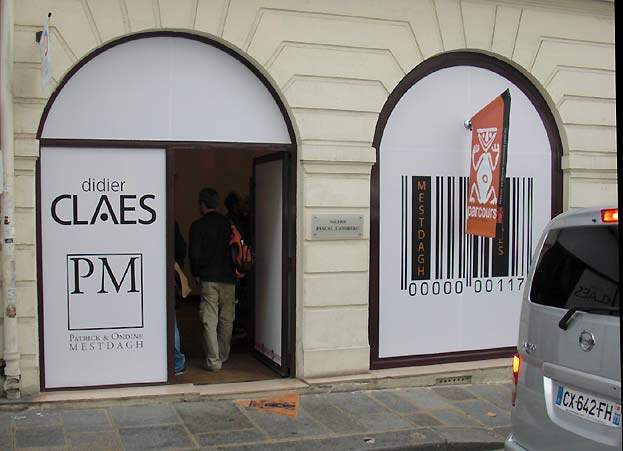 didier
CLAES
PM
PATRICK & ONDINE
MESTDAGH
GALERIE
PASCAL LANSBERG
MESTDAGH
parcours
00000 00117
CX-642-FH